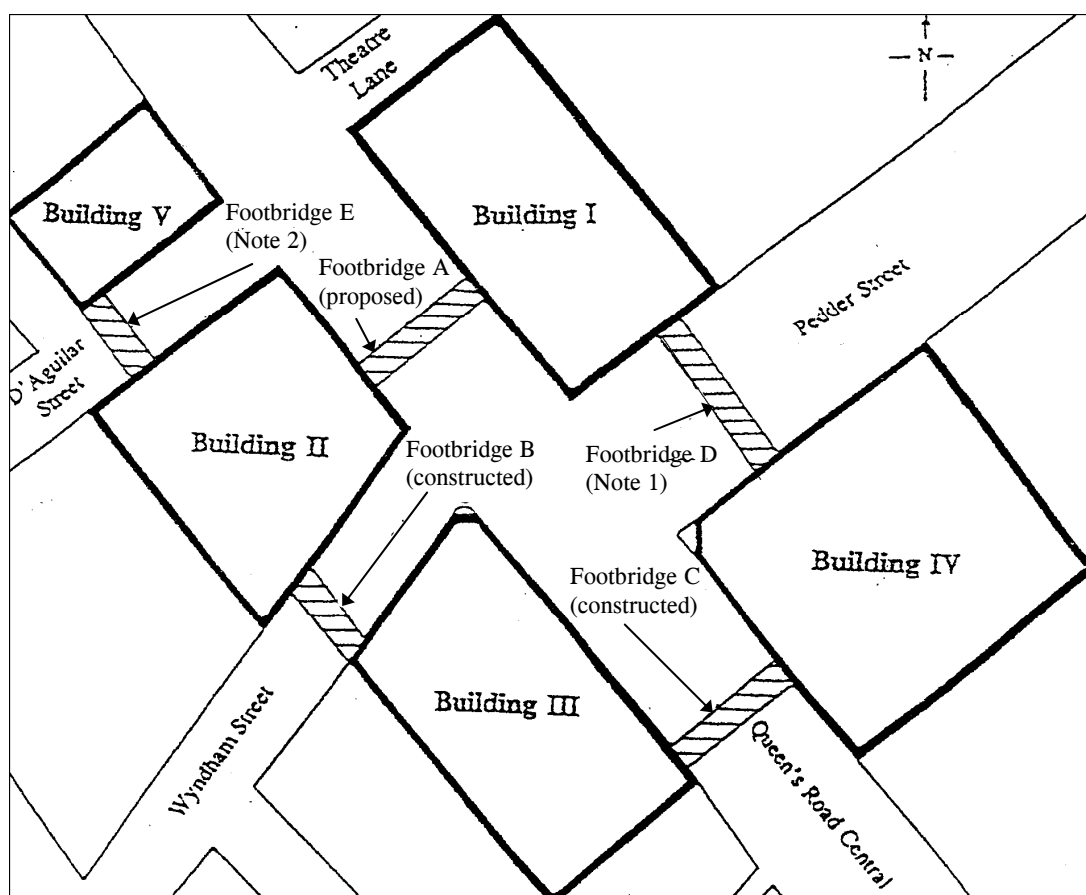 Theatre
Lane
N
Building V
Footbridge E
(Note 2)
Building I
Footbridge A
(proposed)
Pedder Street
D'Aguilar
Street
Building II
Footbridge B
(constructed)
Footbridge D
(Note 1)
Building IV
Footbridge C
(constructed)
Building III
Wyndham Street
Queen's Road Central